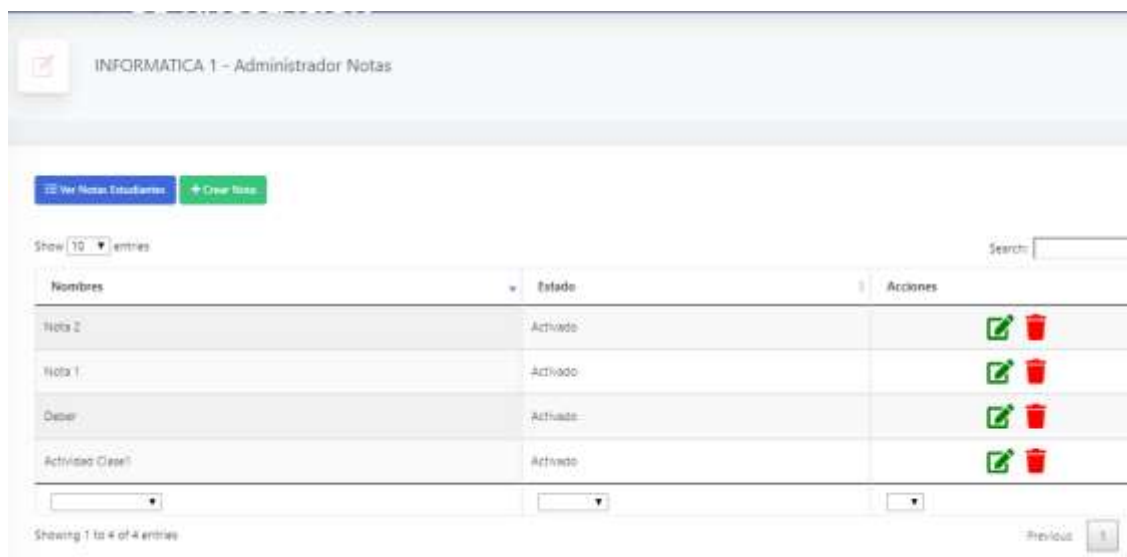 INFORMATICA 1 - Administrador Notas
Ver Notas Estudiantes Crear Nota
Show 10 entries Search:
Nombres Estado Acciones
Nota 2 Activado
Nota 1 Activado
Deber Activado
Actividad Clase1 Activado
Showing 1 to 4 of 4 entries Previous 1